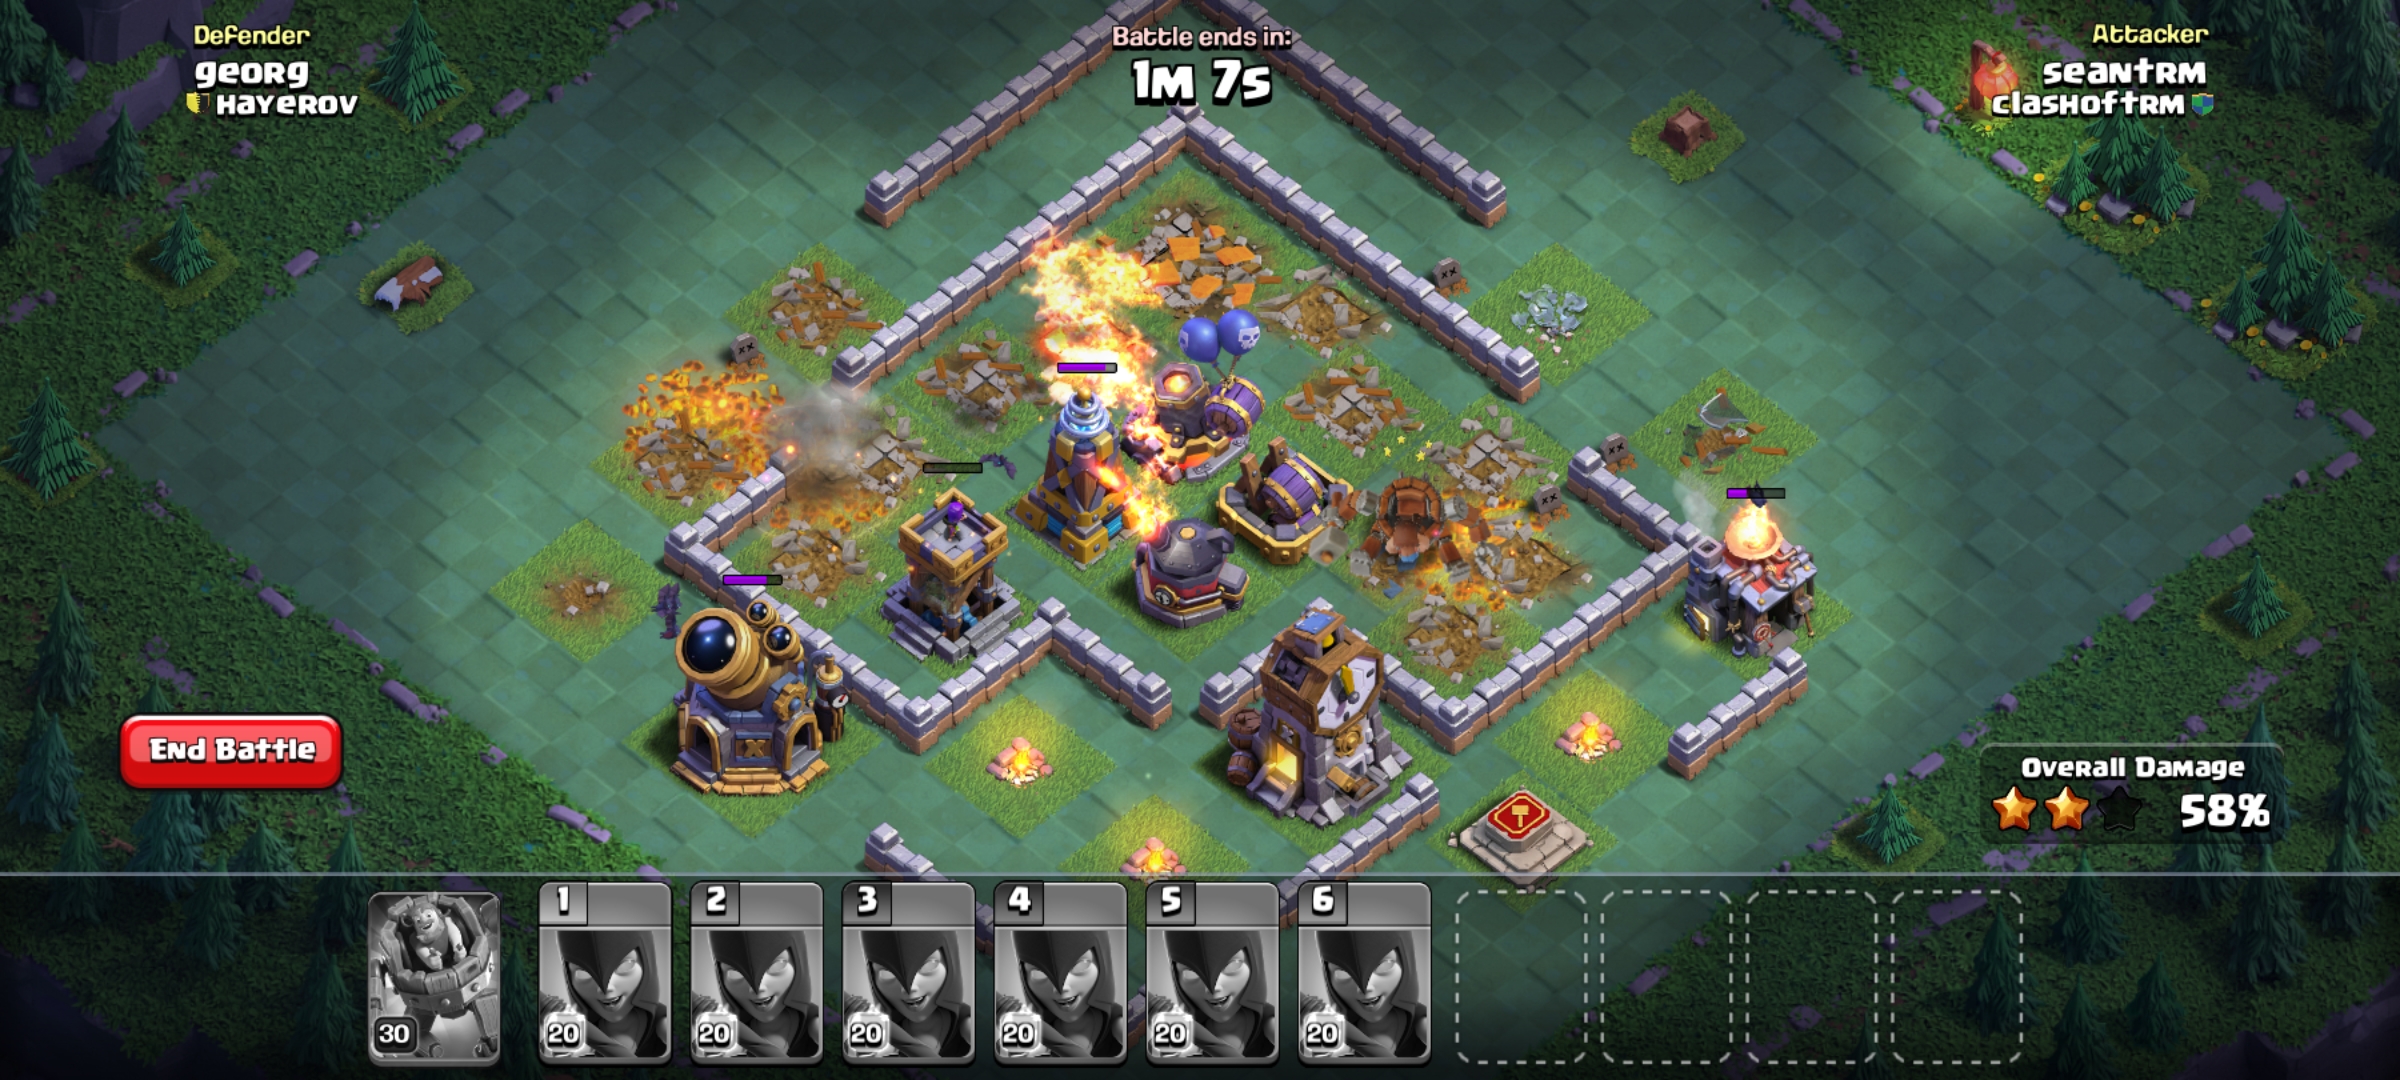 Defender
georg
HAYEROV
Battle ends in:
1M 7s
Attacker
seantRM
clashoftRM
End Battle
Overall Damage
58%
30
1
20
2
20
3
20
4
20
5
20
6
20